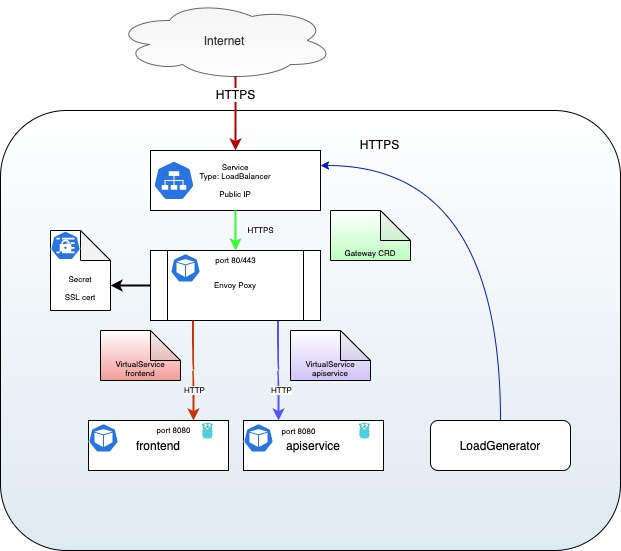 Internet
HTTPS
HTTPS
Service
Type: LoadBalancer
Public IP
HTTPS
Gateway CRD
port 80/443
Envoy Poxy
Secret
SSL cert
VirtualService
frontend
VirtualService
apiservice
HTTP
HTTP
port 8080
frontend
port 8080
apiservice
LoadGenerator